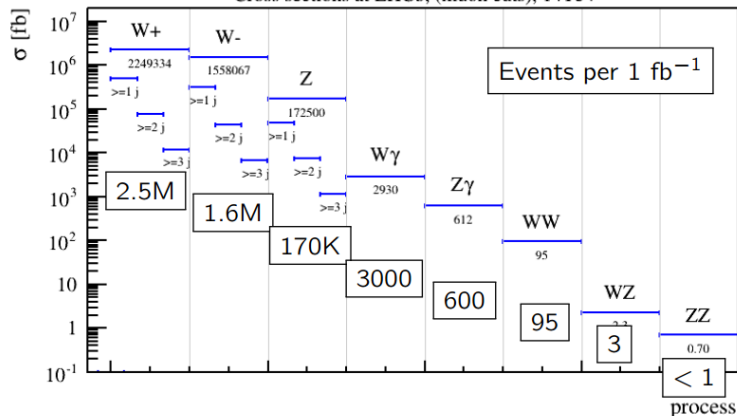 σ [fb]
10⁷
10⁶
10⁵
10⁴
10³
10²
10
1
10⁻¹
W+
2249334
>=1 j
>=2 j
>=3 j
2.5M
W-
1558067
>=1 j
>=2 j
>=3 j
1.6M
Z
172500
>=1 j
>=2 j
>=3 j
170K
Wγ
2930
3000
Zγ
612
600
WW
95
95
WZ
3
ZZ
0.70
< 1
Events per 1 fb⁻¹
process